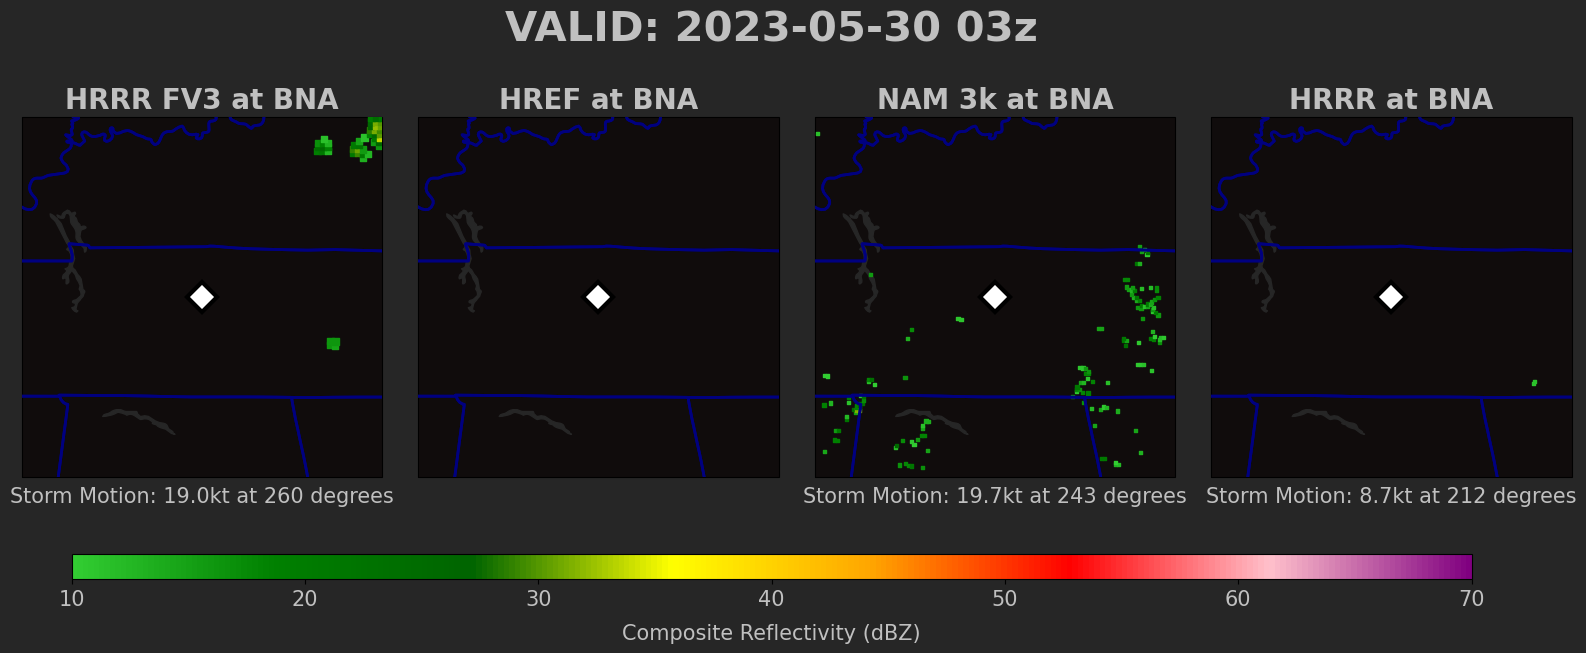 VALID: 2023-05-30 03z
HRRR FV3 at BNA
HREF at BNA
NAM 3k at BNA
HRRR at BNA
Storm Motion: 19.0kt at 260 degrees
Storm Motion: 19.7kt at 243 degrees
Storm Motion: 8.7kt at 212 degrees
10 20 30 40 50 60 70
Composite Reflectivity (dBZ)